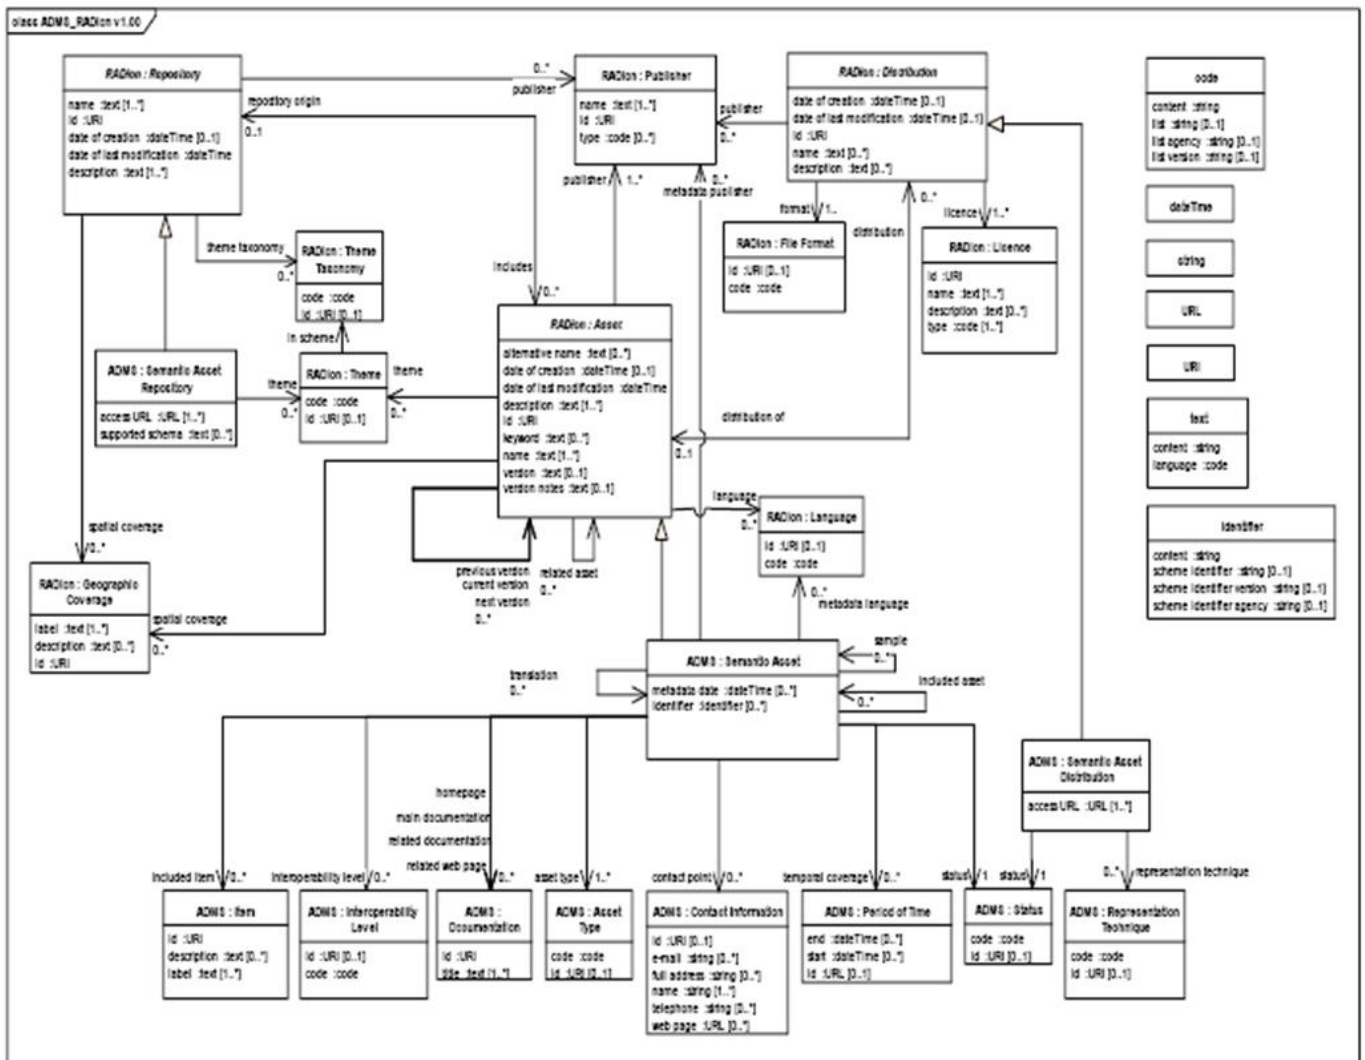 class ADMS_RADion v1.00
RADion : Repository
name :text [1..*]
id :URI
date of creation :dateTime [0..1]
date of last modification :dateTime
description :text [1..*]
0..*
publisher
repository origin
0..1
RADion : Publisher
name :text [1..*]
id :URI
type :code [0..*]
publisher
0..*
RADion : Distribution
date of creation :dateTime [0..1]
date of last modification :dateTime [0..1]
id :URI
name :text [0..*]
description :text [0..*]
code
content :string
list :string [0..1]
list agency :string [0..1]
list version :string [0..1]
dateTime
string
URL
URI
text
content :string
language :code
identifier
content :string
scheme identifier :string [0..1]
scheme identifier version :string [0..1]
scheme identifier agency :string [0..1]
publisher
1..*
0..*
metadata publisher
format
1..
distribution
0..*
licence
1..*
RADion : File Format
id :URI [0..1]
code :code
RADion : Licence
id :URI
name :text [1..*]
description :text [0..*]
type :code [1..*]
theme taxonomy
0..*
RADion : Theme
Taxonomy
code :code
id :URI [0..1]
in scheme
includes
0..*
ADMS : Semantic Asset
Repository
access URL :URL [1..*]
supported schema :text [0..*]
theme
0..*
RADion : Theme
code :code
id :URI [0..1]
theme
0..*
RADion : Asset
alternative name :text [0..*]
date of creation :dateTime [0..1]
date of last modification :dateTime
description :text [1..*]
id :URI
keyword :text [0..*]
name :text [1..*]
version :text [0..1]
version notes :text [0..1]
distribution of
0..1
language
0..*
RADion : Language
id :URI [0..1]
code :code
0..*
metadata language
spatial coverage
0..*
RADion : Geographic
Coverage
label :text [1..*]
description :text [0..*]
id :URI
spatial coverage
0..*
previous version
current version
next version
0..*
related asset
0..*
translation
0..*
ADMS : Semantic Asset
metadata date :dateTime [0..*]
identifier :identifier [0..*]
sample
0..*
included asset
0..*
ADMS : Semantic Asset
Distribution
access URL :URL [1..*]
homepage
main documentation
related documentation
related web page
0..*
included item
0..*
interoperability level
0..*
asset type
1..*
contact point
0..*
temporal coverage
0..*
status
1
status
1
0..*
representation technique
ADMS : Item
id :URI
description :text [0..*]
label :text [1..*]
ADMS : Interoperability
Level
id :URI [0..1]
code :code
ADMS :
Documentation
id :URI
title :text [1..*]
ADMS : Asset
Type
code :code
id :URI [0..1]
ADMS : Contact Information
id :URI [0..1]
e-mail :string [0..*]
full address :string [0..*]
name :string [1..*]
telephone :string [0..*]
web page :URL [0..*]
ADMS : Period of Time
end :dateTime [0..*]
start :dateTime [0..*]
id :URL [0..1]
ADMS : Status
code :code
id :URI [0..1]
ADMS : Representation
Technique
code :code
id :URI [0..1]